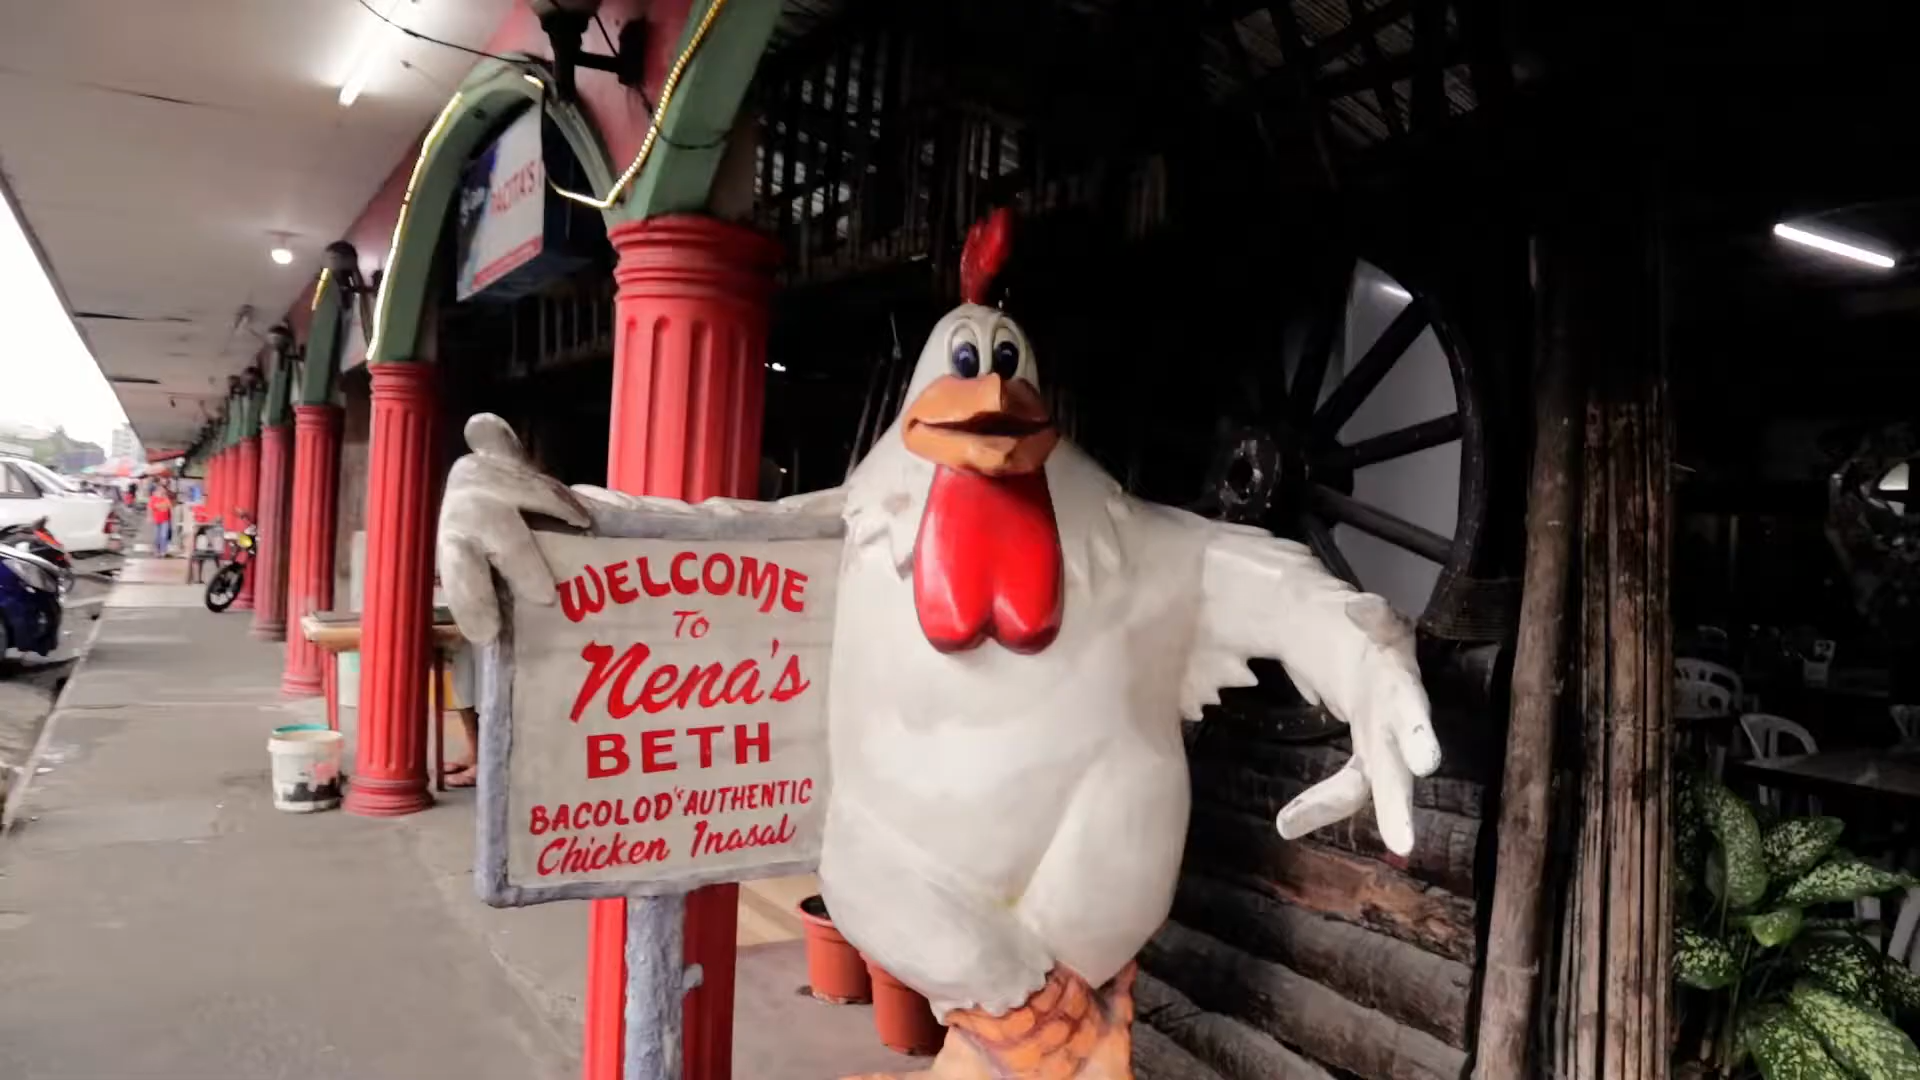 WELCOME
To
Nena's
BETH
BACOLOD'AUTHENTIC
Chicken Inasal